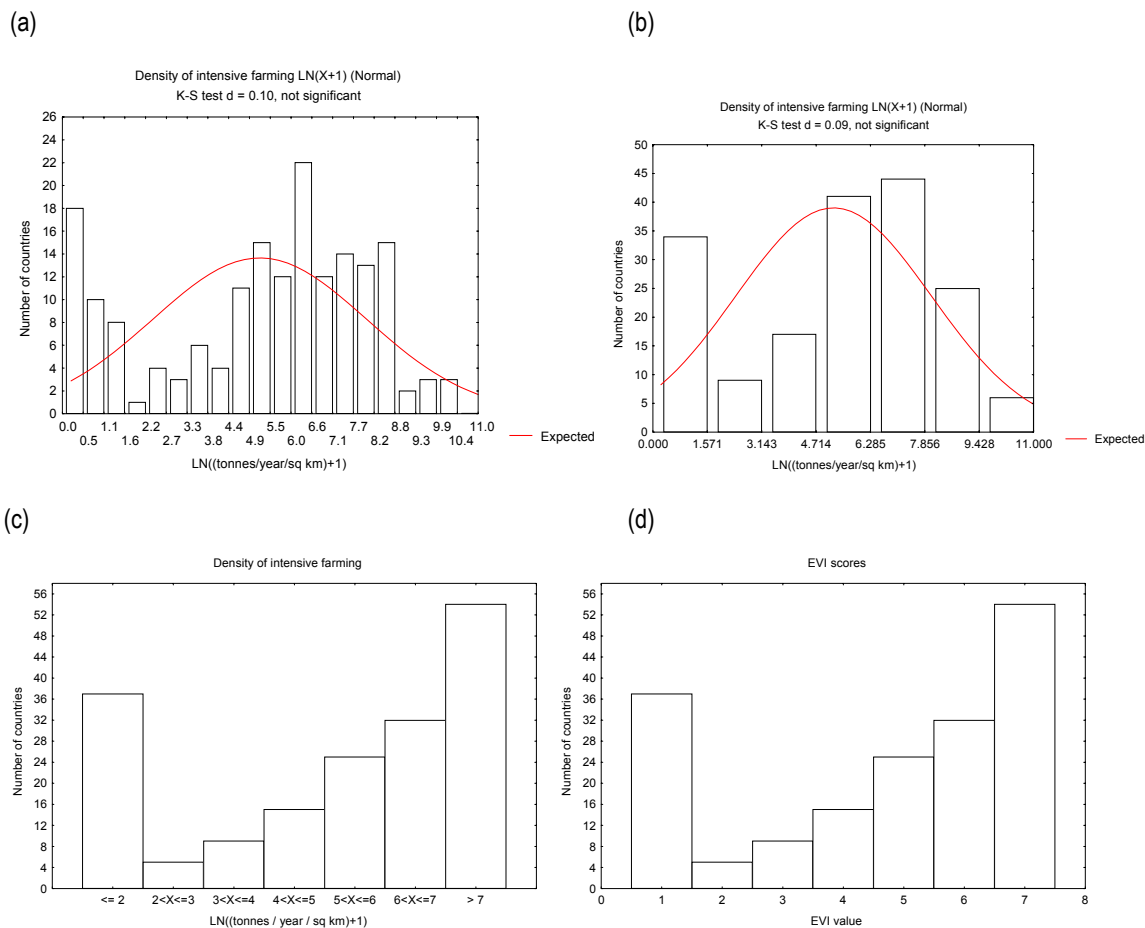 (a)
Density of intensive farming LN(X+1) (Normal)
K-S test d = 0.10, not significant
Number of countries
26
24
22
20
18
16
14
12
10
8
6
4
2
0
0.0 1.1 2.2 3.3 4.4 5.5 6.6 7.7 8.8 9.9 11.0
0.5 1.6 2.7 3.8 4.9 6.0 7.1 8.2 9.3 10.4
LN((tonnes/year/sq km)+1)
Expected
(b)
Density of intensive farming LN(X+1) (Normal)
K-S test d = 0.09, not significant
Number of countries
50
45
40
35
30
25
20
15
10
5
0
0.000 1.571 3.143 4.714 6.285 7.856 9.428 11.000
LN((tonnes/year/sq km)+1)
Expected
(c)
Density of intensive farming
Number of countries
56
52
48
44
40
36
32
28
24
20
16
12
8
4
0
<= 2 2<X<=3 3<X<=4 4<X<=5 5<X<=6 6<X<=7 > 7
LN((tonnes / year / sq km)+1)
(d)
EVI scores
Number of countries
56
52
48
44
40
36
32
28
24
20
16
12
8
4
0
0 1 2 3 4 5 6 7 8
EVI value